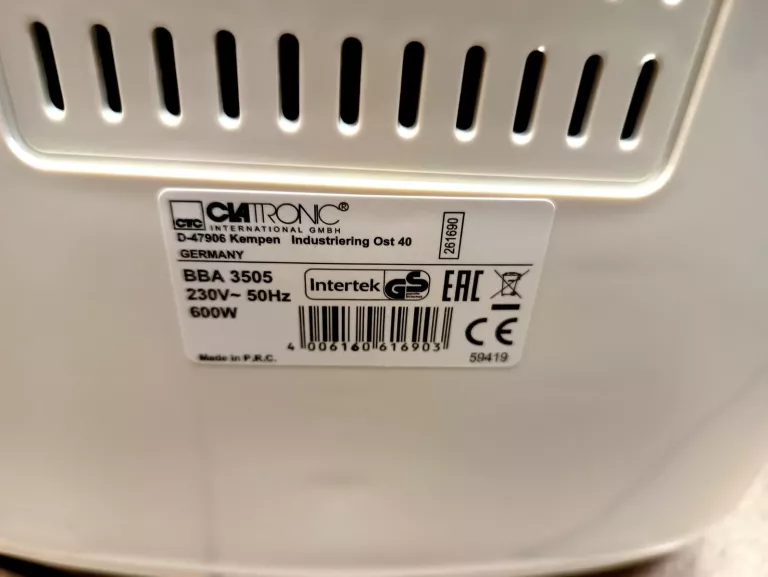 CTC CLATRONIC®
INTERNATIONAL GMBH
D-47906 Kempen Industriering Ost 40
GERMANY
261690
BBA 3505
230V~ 50Hz
600W
Intertek GS
EAC
CE
4 006160 616903
Made in P.R.C.
59419